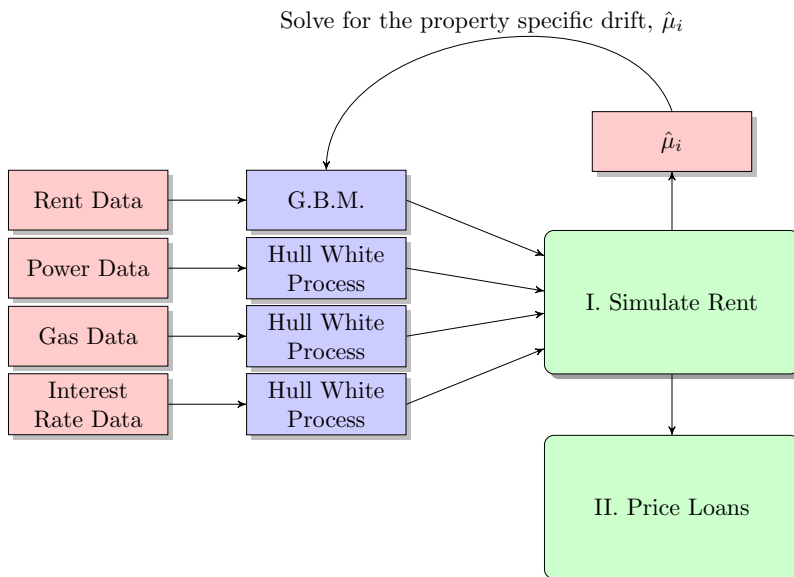 Solve for the property specific drift, μ̂ᵢ
μ̂ᵢ
Rent Data
G.B.M.
Power Data
Hull White
Process
I. Simulate Rent
Gas Data
Hull White
Process
Interest
Rate Data
Hull White
Process
II. Price Loans